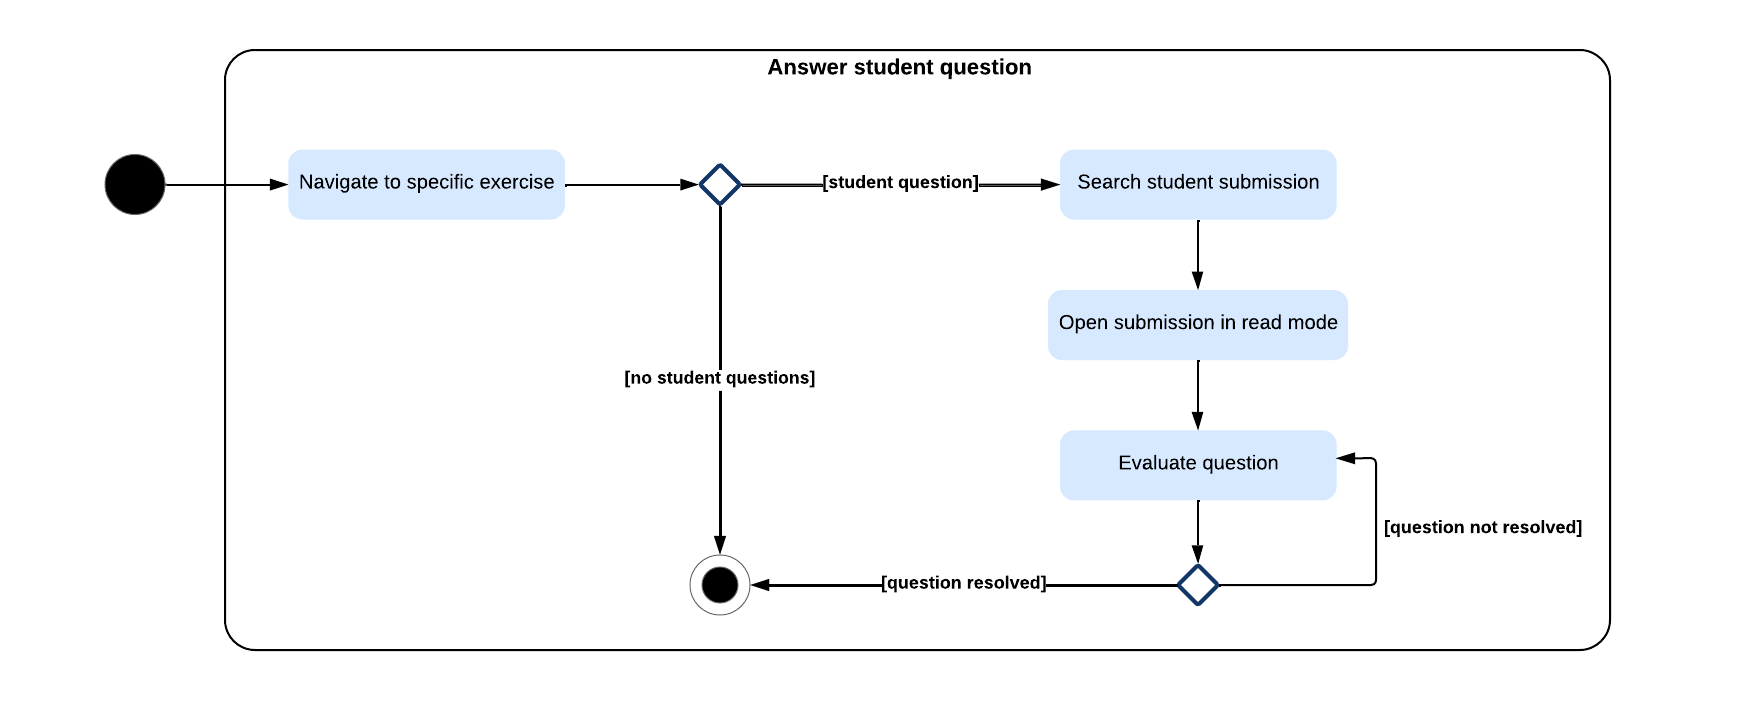 Answer student question
Navigate to specific exercise
[student question]
Search student submission
Open submission in read mode
[no student questions]
Evaluate question
[question not resolved]
[question resolved]